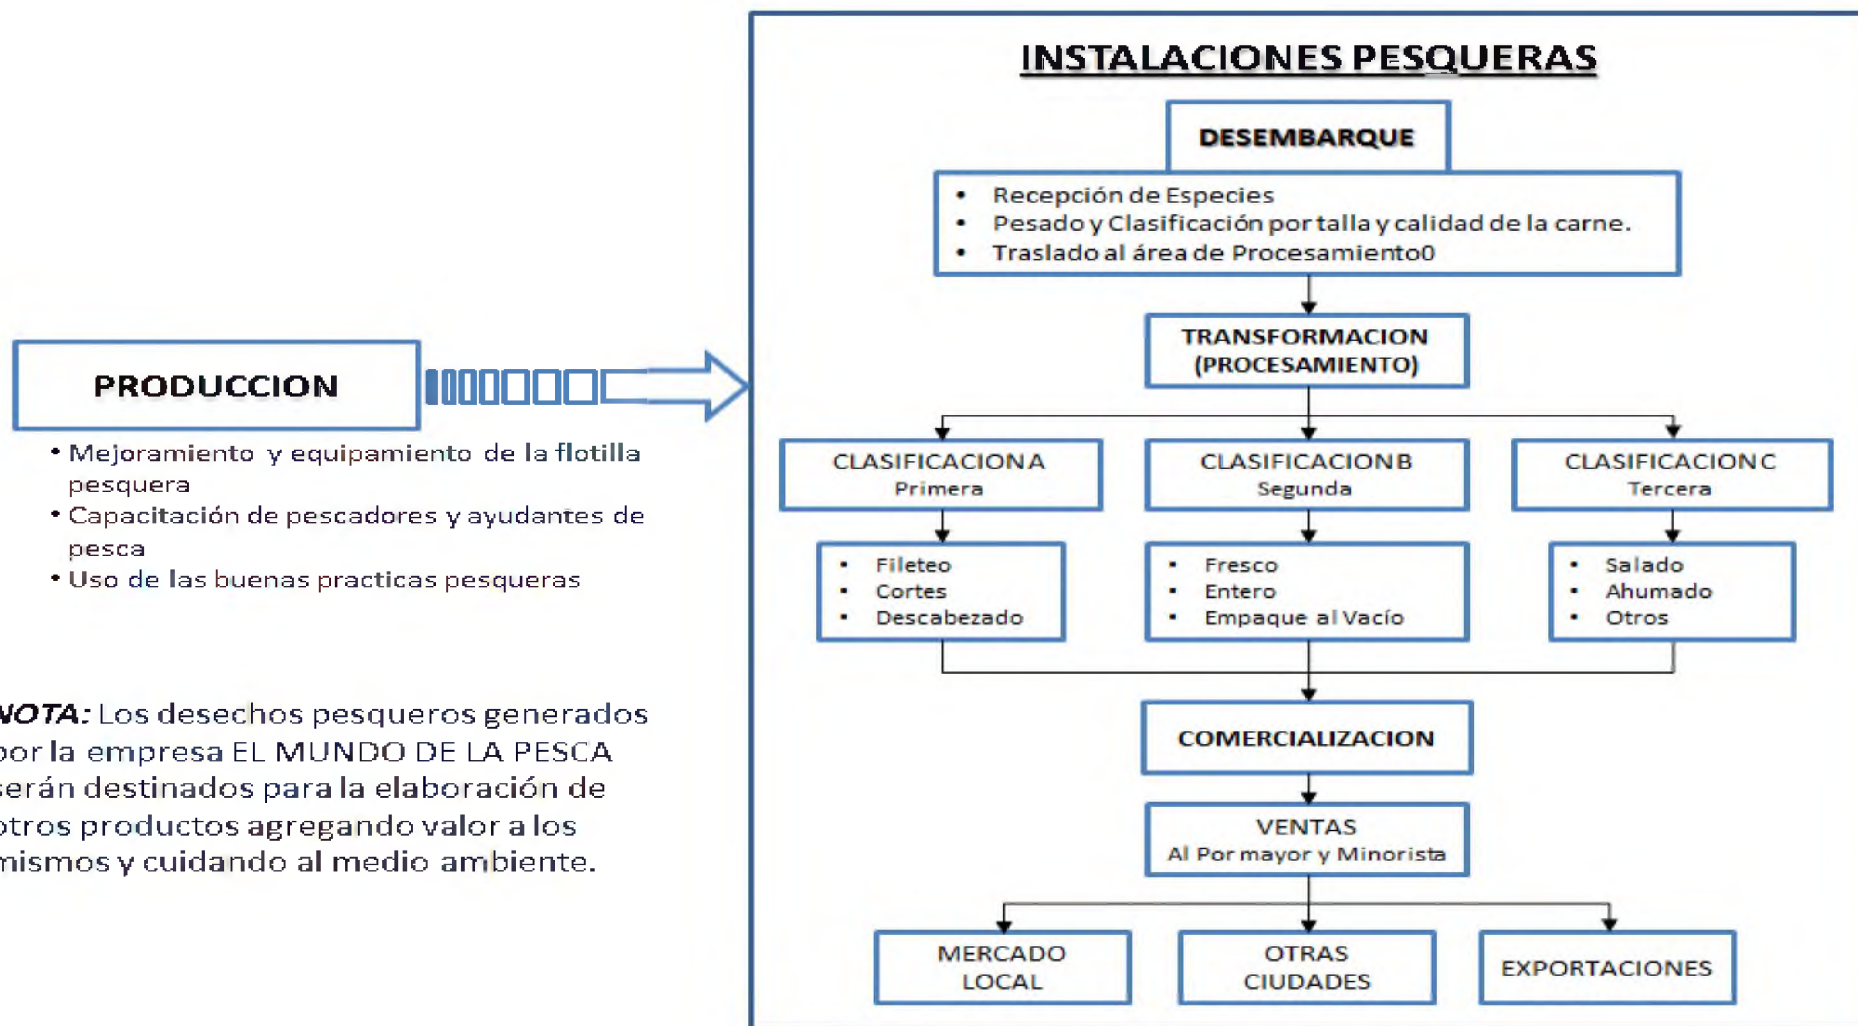 INSTALACIONES PESQUERAS
DESEMBARQUE
• Recepción de Especies
• Pesado y Clasificación por talla y calidad de la carne.
• Traslado al área de Procesamiento0
PRODUCCION
• Mejoramiento y equipamiento de la flotilla
pesquera
• Capacitación de pescadores y ayudantes de
pesca
• Uso de las buenas practicas pesqueras
NOTA: Los desechos pesqueros generados
por la empresa EL MUNDO DE LA PESCA
serán destinados para la elaboración de
otros productos agregando valor a los
mismos y cuidando al medio ambiente.
TRANSFORMACION
(PROCESAMIENTO)
CLASIFICACION A
Primera
• Fileteo
• Cortes
• Descabezado
CLASIFICACION B
Segunda
• Fresco
• Entero
• Empaque al Vacío
CLASIFICACION C
Tercera
• Salado
• Ahumado
• Otros
COMERCIALIZACION
VENTAS
Al Por mayor y Minorista
MERCADO
LOCAL
OTRAS
CIUDADES
EXPORTACIONES